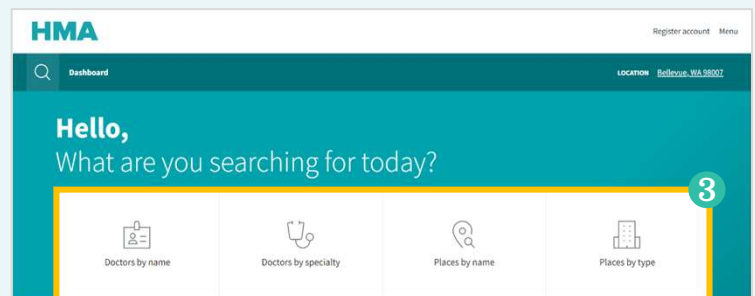 HMA
Register account Menu
Dashboard
LOCATION Bellevue, WA 98007
Hello,
What are you searching for today?
3
Doctors by name
Doctors by specialty
Places by name
Places by type